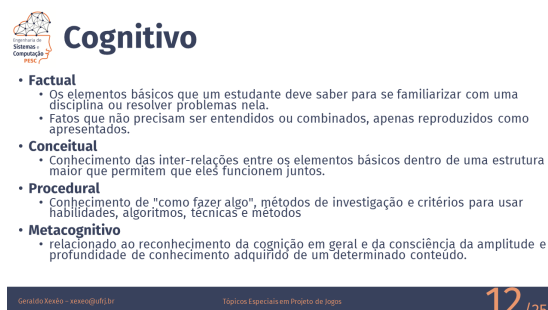 Engenharia de
Sistemas e
Computação
PESC
Cognitivo
• Factual
• Os elementos básicos que um estudante deve saber para se familiarizar com uma
disciplina ou resolver problemas nela.
• Fatos que não precisam ser entendidos ou combinados, apenas reproduzidos como
apresentados.
• Conceitual
• Conhecimento das inter-relações entre os elementos básicos dentro de uma estrutura
maior que permitem que eles funcionem juntos.
• Procedural
• Conhecimento de "como fazer algo", métodos de investigação e critérios para usar
habilidades, algoritmos, técnicas e métodos
• Metacognitivo
• relacionado ao reconhecimento da cognição em geral e da consciência da amplitude e
profundidade de conhecimento adquirido de um determinado conteúdo.
Geraldo Xexéo – xexeo@ufrj.br
Tópicos Especiais em Projeto de Jogos
12/25